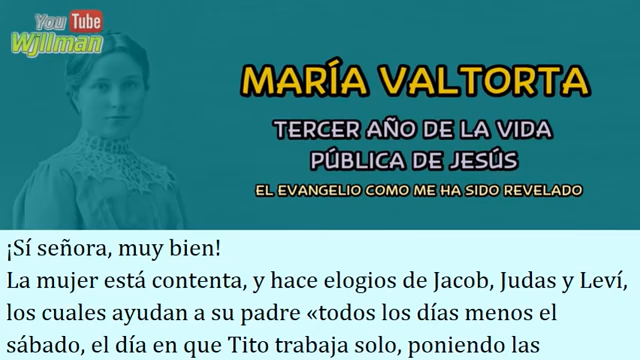 You Tube
Wjllman
MARÍA VALTORTA
TERCER AÑO DE LA VIDA
PÚBLICA DE JESÚS
EL EVANGELIO COMO ME HA SIDO REVELADO
¡Sí señora, muy bien!
La mujer está contenta, y hace elogios de Jacob, Judas y Leví,
los cuales ayudan a su padre «todos los días menos el
sábado, el día en que Tito trabaja solo, poniendo las